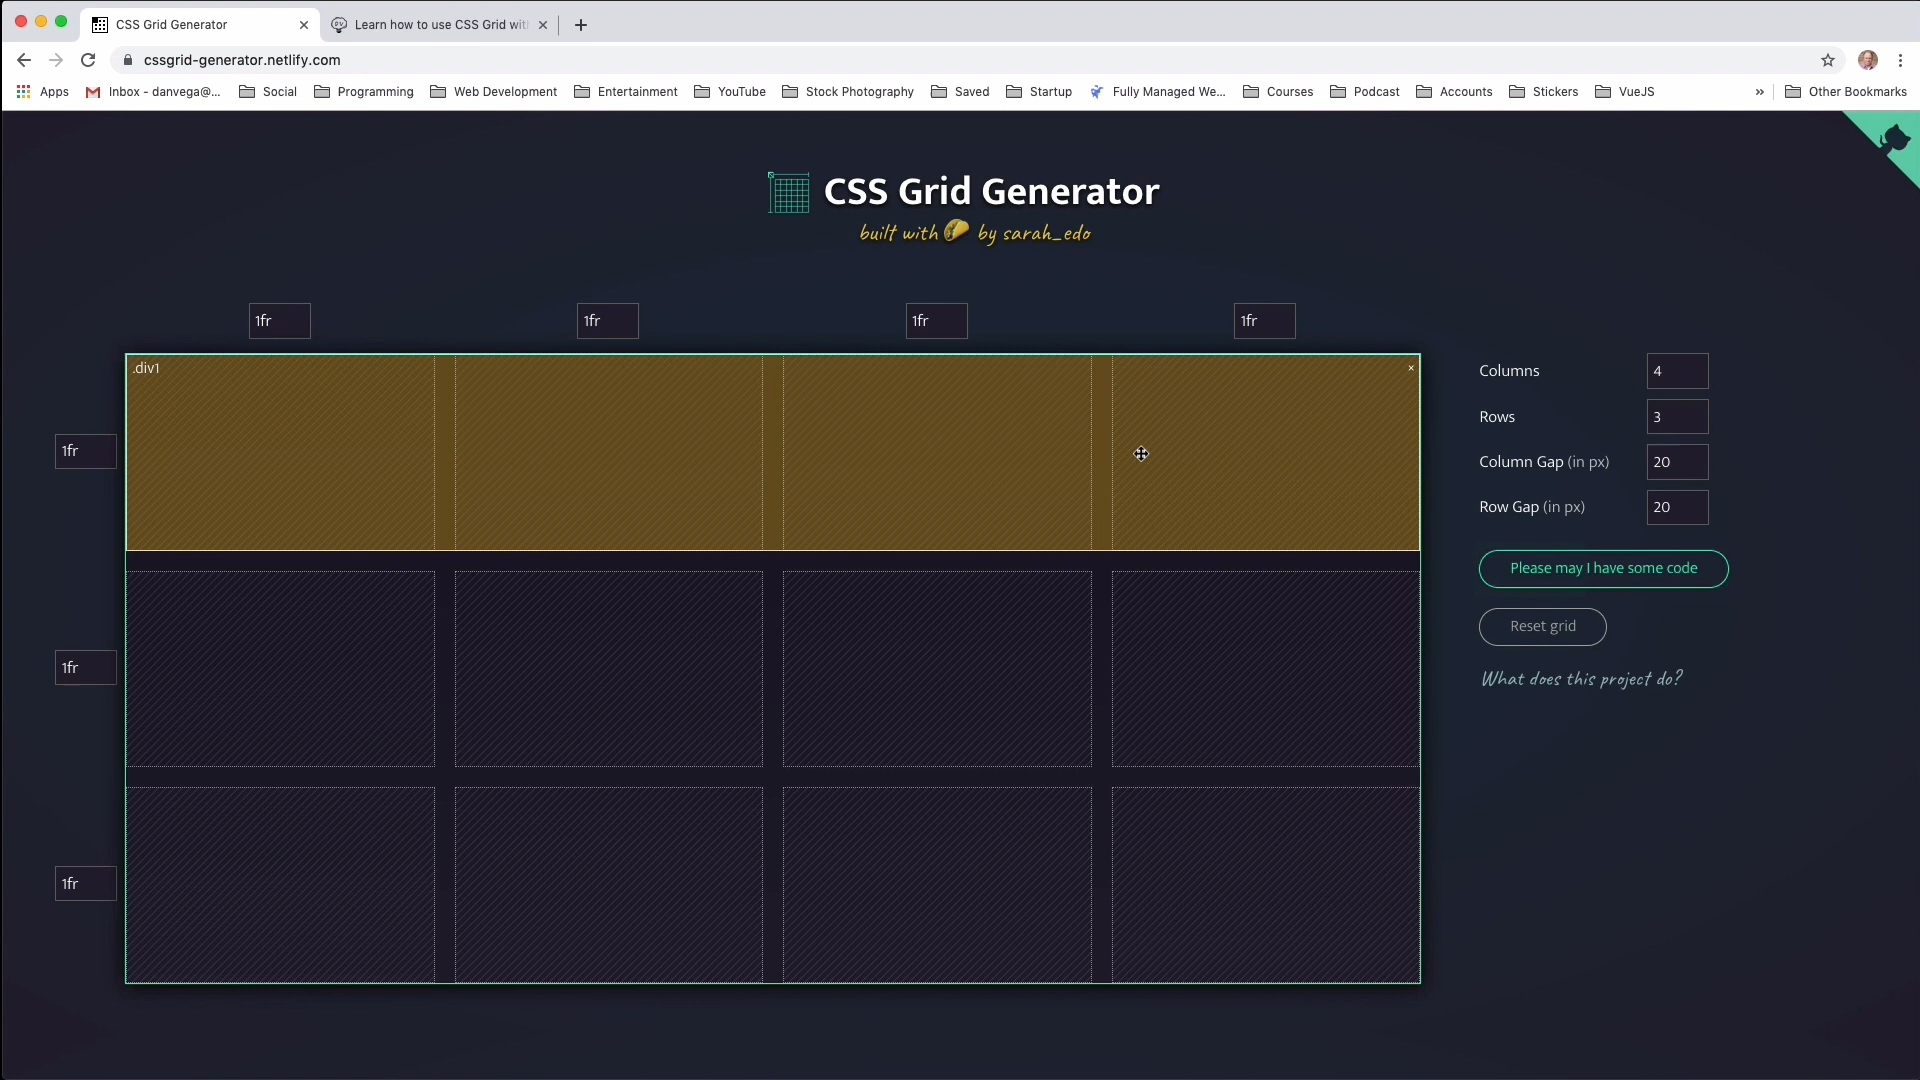 CSS Grid Generator
Learn how to use CSS Grid wit
cssgrid-generator.netlify.com
Apps
Inbox - danvega@...
Social
Programming
Web Development
Entertainment
YouTube
Stock Photography
Saved
Startup
Fully Managed We...
Courses
Podcast
Accounts
Stickers
VueJS
»
Other Bookmarks
CSS Grid Generator
built with 🌮 by sarah_edo
1fr
1fr
1fr
1fr
.div1
×
1fr
1fr
1fr
Columns
4
Rows
3
Column Gap (in px)
20
Row Gap (in px)
20
Please may I have some code
Reset grid
What does this project do?